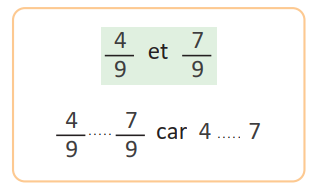 4/9 et 7/9
4/9 ..... 7/9 car 4 ..... 7